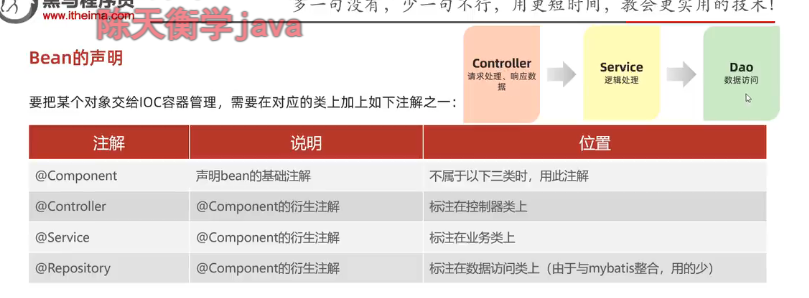 黑马程序员
www.itheima.com
陈天衡学java
多一句没有，少一句不行，用更短时间，教会更实用的技术！
Bean的声明
Controller
请求处理、响应数
据
Service
逻辑处理
Dao
数据访问
要把某个对象交给IOC容器管理，需要在对应的类上加上如下注解之一：
注解 说明 位置
@Component 声明bean的基础注解 不属于以下三类时，用此注解
@Controller @Component的衍生注解 标注在控制器类上
@Service @Component的衍生注解 标注在业务类上
@Repository @Component的衍生注解 标注在数据访问类上（由于与mybatis整合，用的少）